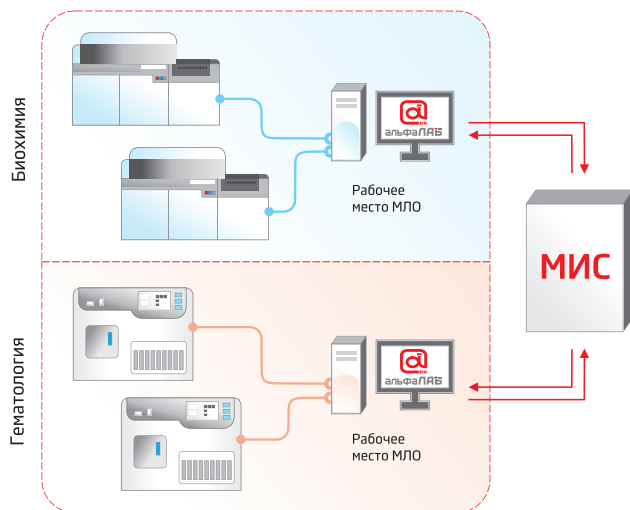 Биохимия
альфаЛАБ
Рабочее
место МЛО
МИС
Гематология
альфаЛАБ
Рабочее
место МЛО